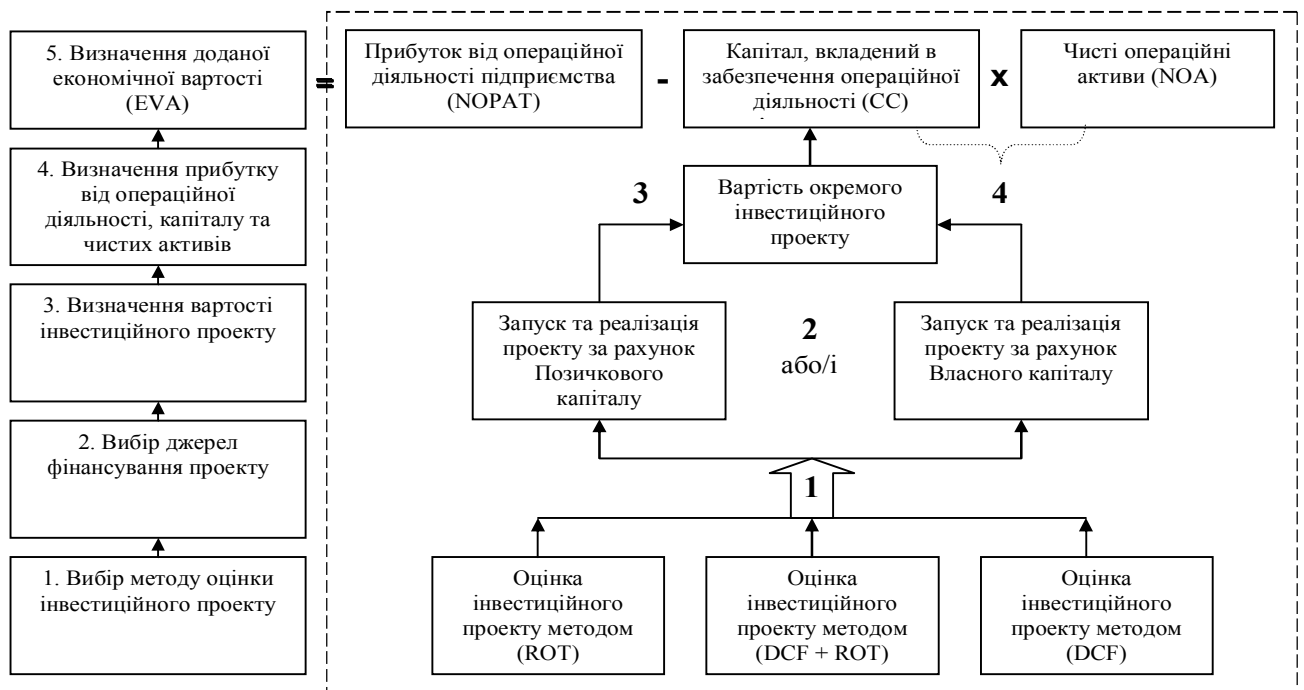 5. Визначення доданої
економічної вартості
(EVA)
=
Прибуток від операційної
діяльності підприємства
(NOPAT)
-
Капітал, вкладений в
забезпечення операційної
діяльності (CC)
x
Чисті операційні
активи (NOA)
4. Визначення прибутку
від операційної
діяльності, капіталу та
чистих активів
3
Вартість окремого
інвестиційного
проекту
4
3. Визначення вартості
інвестиційного проекту
Запуск та реалізація
проекту за рахунок
Позичкового
капіталу
2
або/і
Запуск та реалізація
проекту за рахунок
Власного капіталу
2. Вибір джерел
фінансування проекту
1
1. Вибір методу оцінки
інвестиційного проекту
Оцінка
інвестиційного
проекту методом
(ROT)
Оцінка
інвестиційного
проекту методом
(DCF + ROT)
Оцінка
інвестиційного
проекту методом
(DCF)